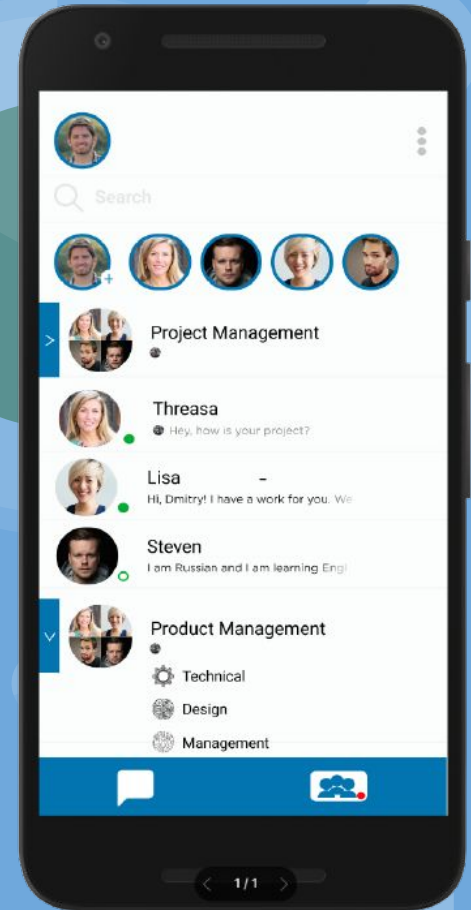 Search
Project Management
Threasa
Hey, how is your project?
Lisa -
Hi, Dmitry! I have a work for you. We
Steven
I am Russian and I am learning Engl
Product Management
Technical
Design
Management
1/1